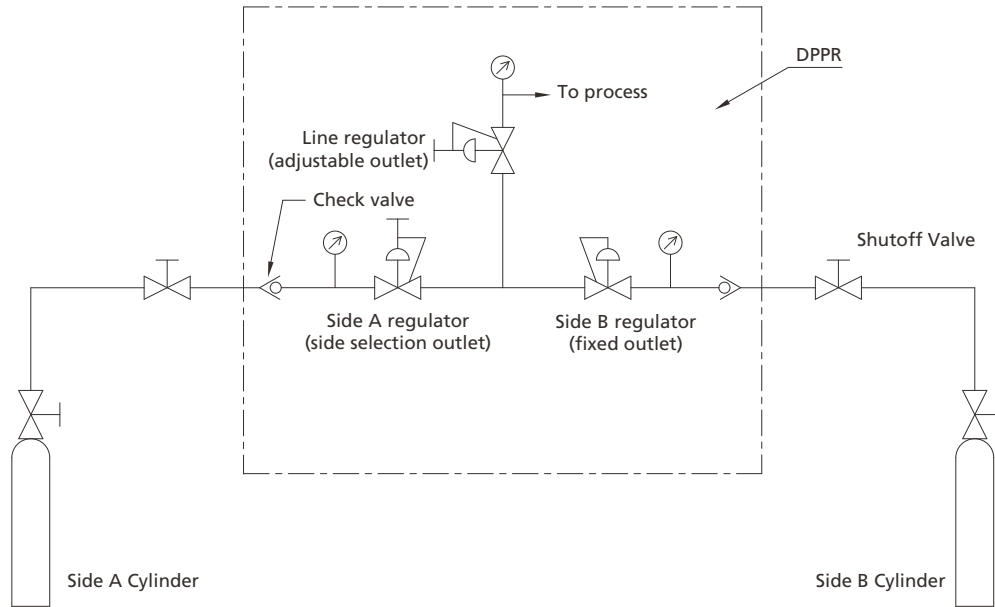 DPPR
To process
Line regulator
(adjustable outlet)
Check valve
Shutoff Valve
Side A regulator
(side selection outlet)
Side B regulator
(fixed outlet)
Side A Cylinder
Side B Cylinder